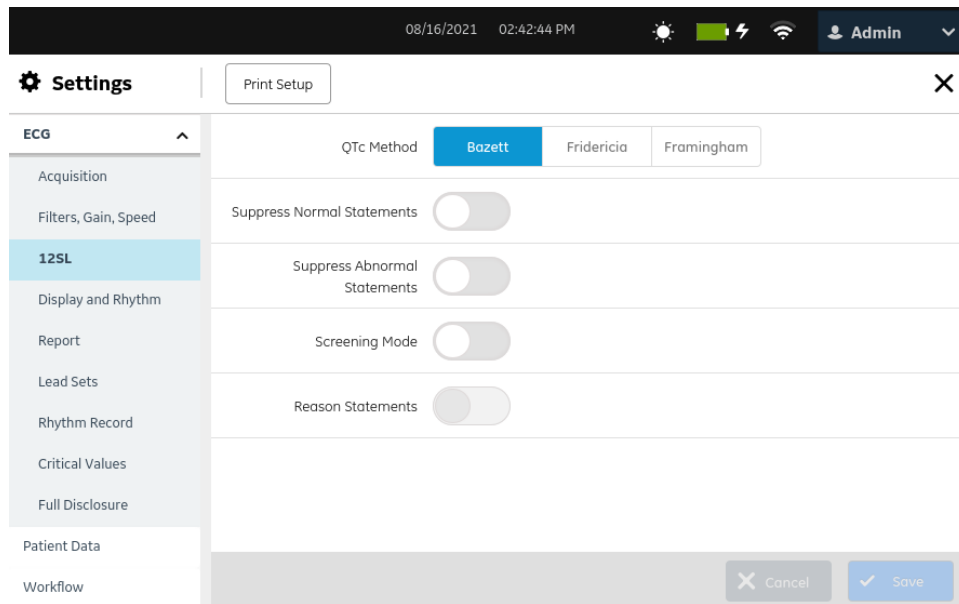 08/16/2021 02:42:44 PM Admin
Settings
Print Setup
ECG
Acquisition
Filters, Gain, Speed
12SL
Display and Rhythm
Report
Lead Sets
Rhythm Record
Critical Values
Full Disclosure
Patient Data
Workflow
QTc Method Bazett Fridericia Framingham
Suppress Normal Statements
Suppress Abnormal
Statements
Screening Mode
Reason Statements
Cancel Save